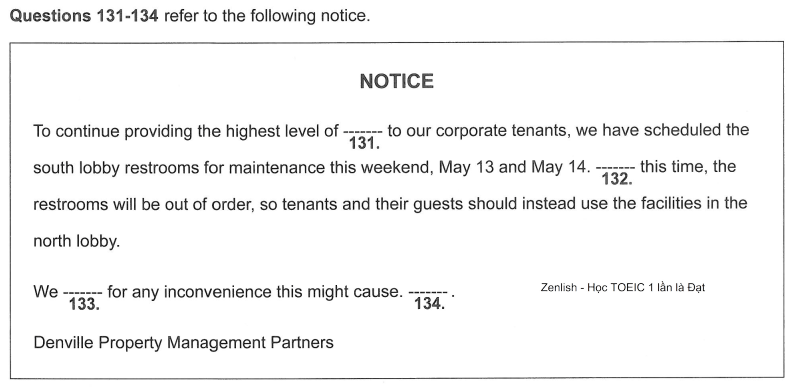 Questions 131-134 refer to the following notice.
NOTICE
To continue providing the highest level of ------- to our corporate tenants, we have scheduled the
131.
south lobby restrooms for maintenance this weekend, May 13 and May 14. ------- this time, the
132.
restrooms will be out of order, so tenants and their guests should instead use the facilities in the
north lobby.
We ------- for any inconvenience this might cause. ------- .
133. 134.
Zenlish - Học TOEIC 1 lần là Đạt
Denville Property Management Partners